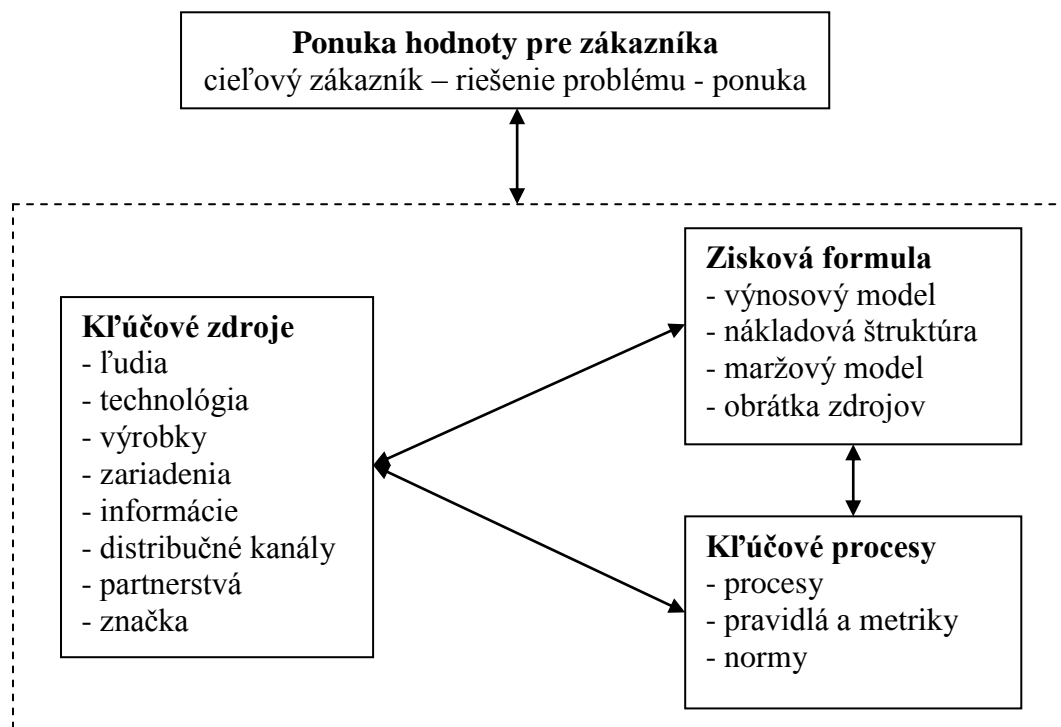 Ponuka hodnoty pre zákazníka
cieľový zákazník – riešenie problému - ponuka
Kľúčové zdroje
- ľudia
- technológia
- výrobky
- zariadenia
- informácie
- distribučné kanály
- partnerstvá
- značka
Zisková formula
- výnosový model
- nákladová štruktúra
- maržový model
- obrátka zdrojov
Kľúčové procesy
- procesy
- pravidlá a metriky
- normy